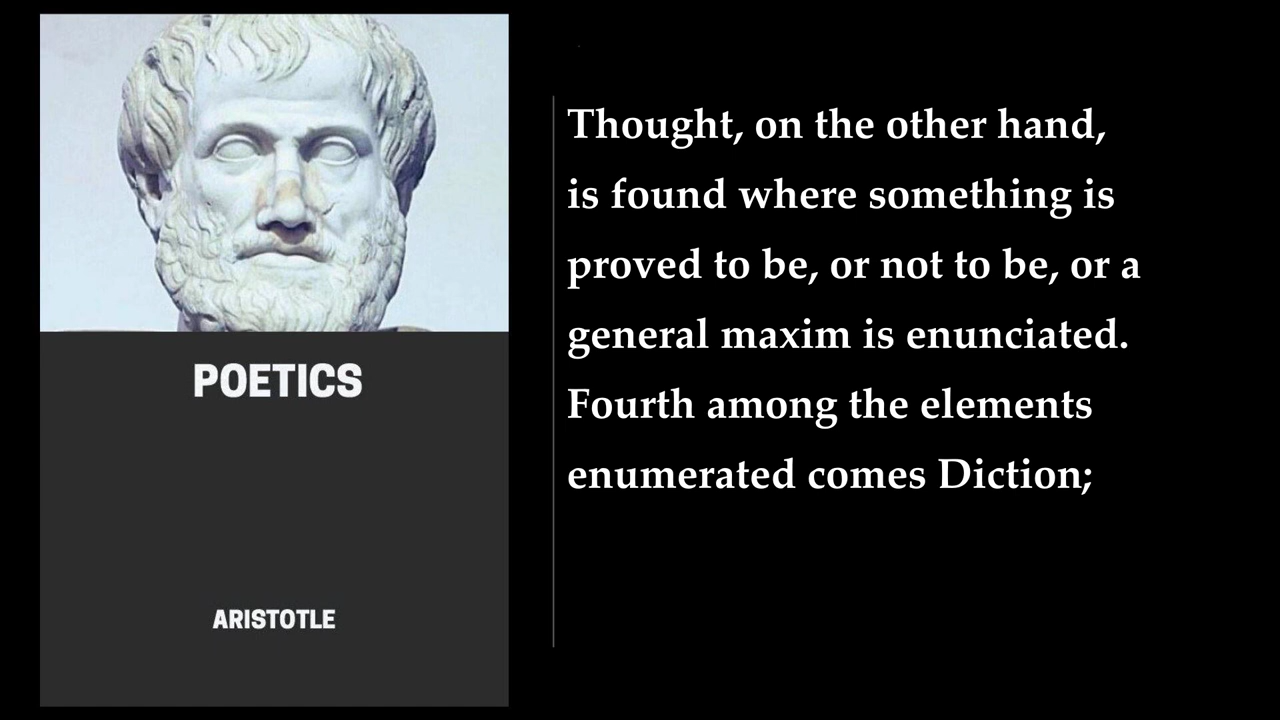 POETICS
ARISTOTLE
Thought, on the other hand,
is found where something is
proved to be, or not to be, or a
general maxim is enunciated.
Fourth among the elements
enumerated comes Diction;